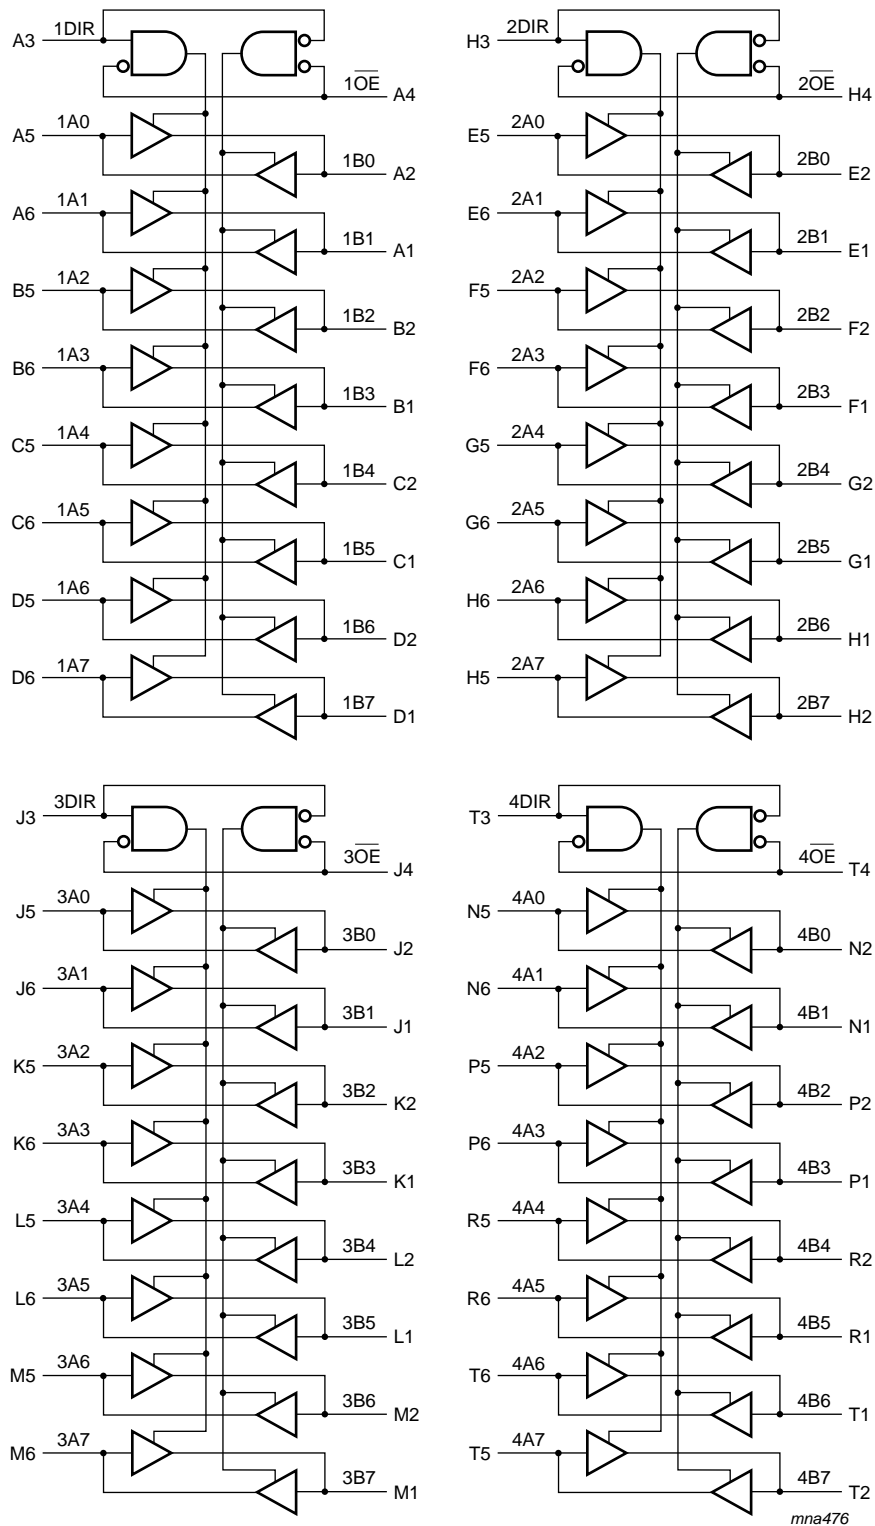 A3 1DIR
1O̅E̅ A4
A5 1A0
1B0 A2
A6 1A1
1B1 A1
B5 1A2
1B2 B2
B6 1A3
1B3 B1
C5 1A4
1B4 C2
C6 1A5
1B5 C1
D5 1A6
1B6 D2
D6 1A7
1B7 D1
H3 2DIR
2O̅E̅ H4
E5 2A0
2B0 E2
E6 2A1
2B1 E1
F5 2A2
2B2 F2
F6 2A3
2B3 F1
G5 2A4
2B4 G2
G6 2A5
2B5 G1
H6 2A6
2B6 H1
H5 2A7
2B7 H2
J3 3DIR
3O̅E̅ J4
J5 3A0
3B0 J2
J6 3A1
3B1 J1
K5 3A2
3B2 K2
K6 3A3
3B3 K1
L5 3A4
3B4 L2
L6 3A5
3B5 L1
M5 3A6
3B6 M2
M6 3A7
3B7 M1
T3 4DIR
4O̅E̅ T4
N5 4A0
4B0 N2
N6 4A1
4B1 N1
P5 4A2
4B2 P2
P6 4A3
4B3 P1
R5 4A4
4B4 R2
R6 4A5
4B5 R1
T6 4A6
4B6 T1
T5 4A7
4B7 T2
mna476